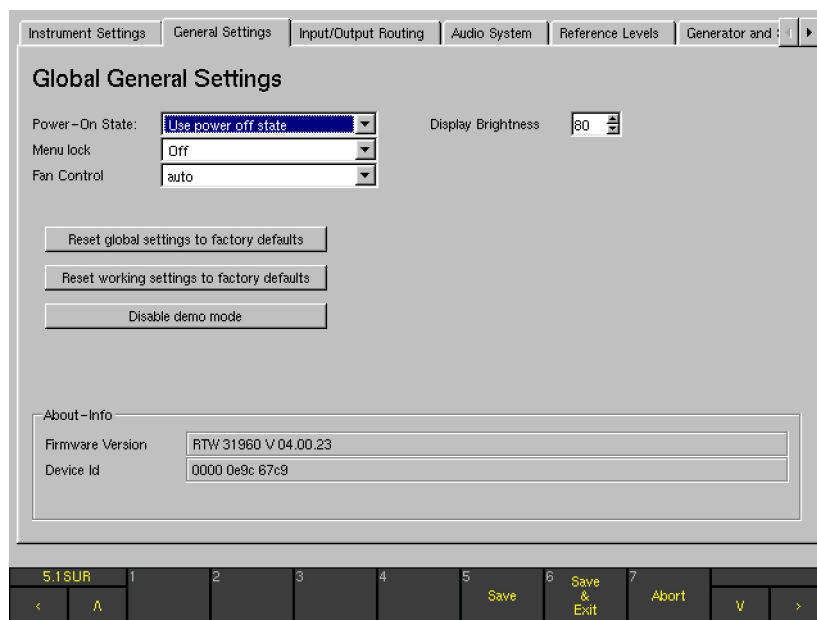 Instrument Settings General Settings Input/Output Routing Audio System Reference Levels Generator and
Global General Settings
Power-On State: Use power off state Display Brightness 80
Menu lock Off
Fan Control auto
Reset global settings to factory defaults
Reset working settings to factory defaults
Disable demo mode
About-Info
Firmware Version RTW 31960 V 04.00.23
Device Id 0000 0e9c 67c9
5.1SUR 1 2 3 4 5 6 7
Save Save & Exit Abort
< Λ V >